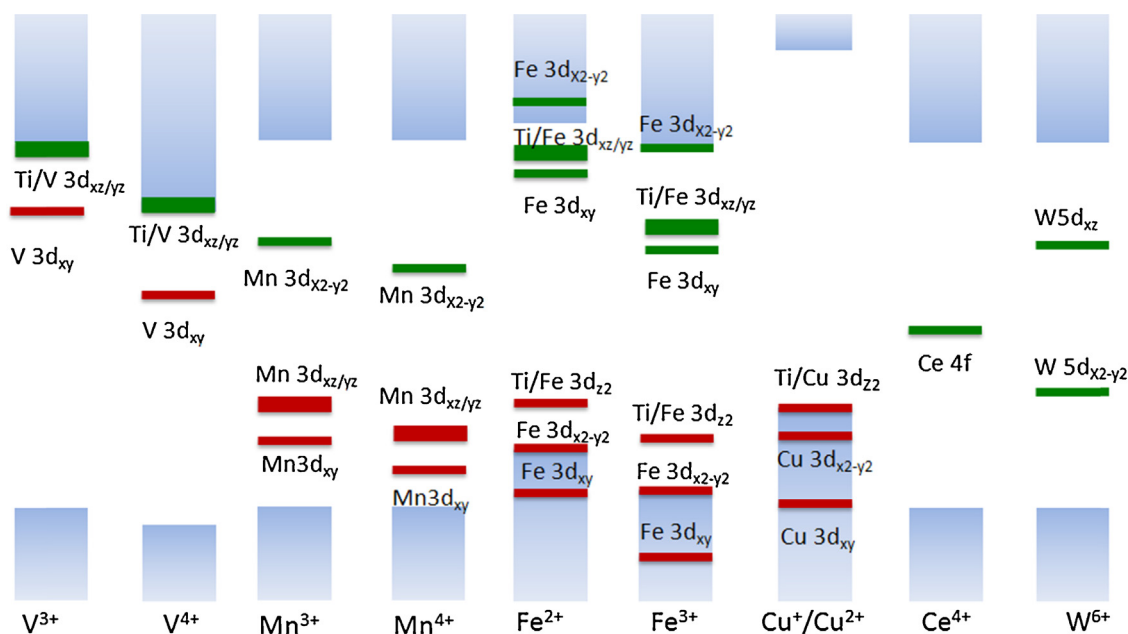 Fe 3dX2-y2
Ti/Fe 3dxz/yz
Fe 3dX2-y2
Ti/V 3dxz/yz
Fe 3dxy
Ti/Fe 3dxz/yz
W5dxz
V 3dxy
Ti/V 3dxz/yz
Mn 3dX2-y2
Mn 3dX2-y2
Fe 3dxy
V 3dxy
Ce 4f
W 5dX2-y2
Mn 3dxz/yz
Mn 3dxz/yz
Ti/Fe 3dz2
Ti/Fe 3dz2
Ti/Cu 3dz2
Fe 3dx2-y2
Mn3dxy
Fe 3dxy
Fe 3dx2-y2
Cu 3dx2-y2
Mn3dxy
Fe 3dxy
Cu 3dxy
V3+ V4+ Mn3+ Mn4+ Fe2+ Fe3+ Cu+/Cu2+ Ce4+ W6+